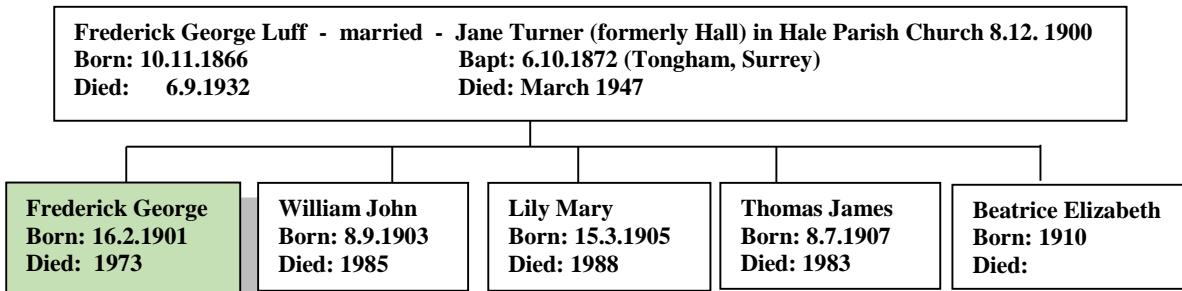 Frederick George Luff - married - Jane Turner (formerly Hall) in Hale Parish Church 8.12. 1900
Born: 10.11.1866 Bapt: 6.10.1872 (Tongham, Surrey)
Died: 6.9.1932 Died: March 1947
Frederick George
Born: 16.2.1901
Died: 1973
William John
Born: 8.9.1903
Died: 1985
Lily Mary
Born: 15.3.1905
Died: 1988
Thomas James
Born: 8.7.1907
Died: 1983
Beatrice Elizabeth
Born: 1910
Died: